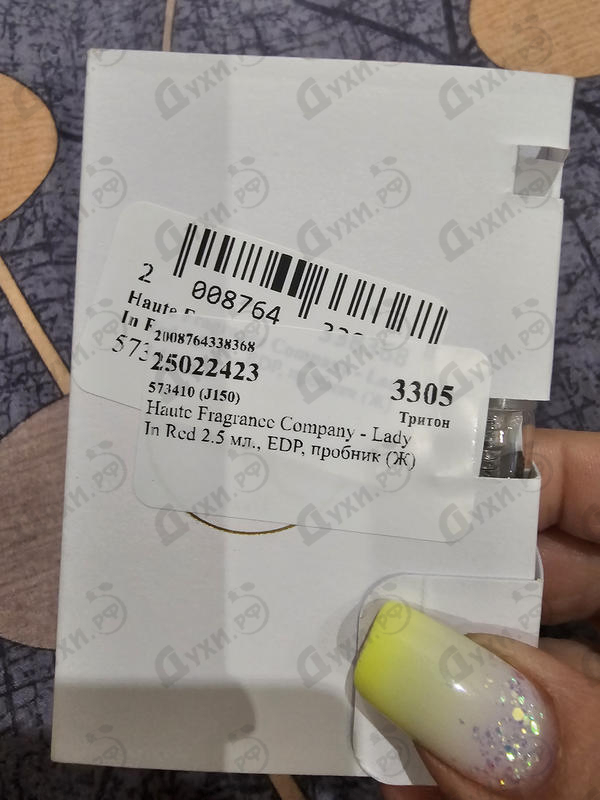 2
008764
Haute
In
573
2008764338368
25022423
3305
573410 (J150)
Тритон
Haute Fragrance Company - Lady
In Red 2.5 мл., EDP, пробник (Ж)
Духи.рф